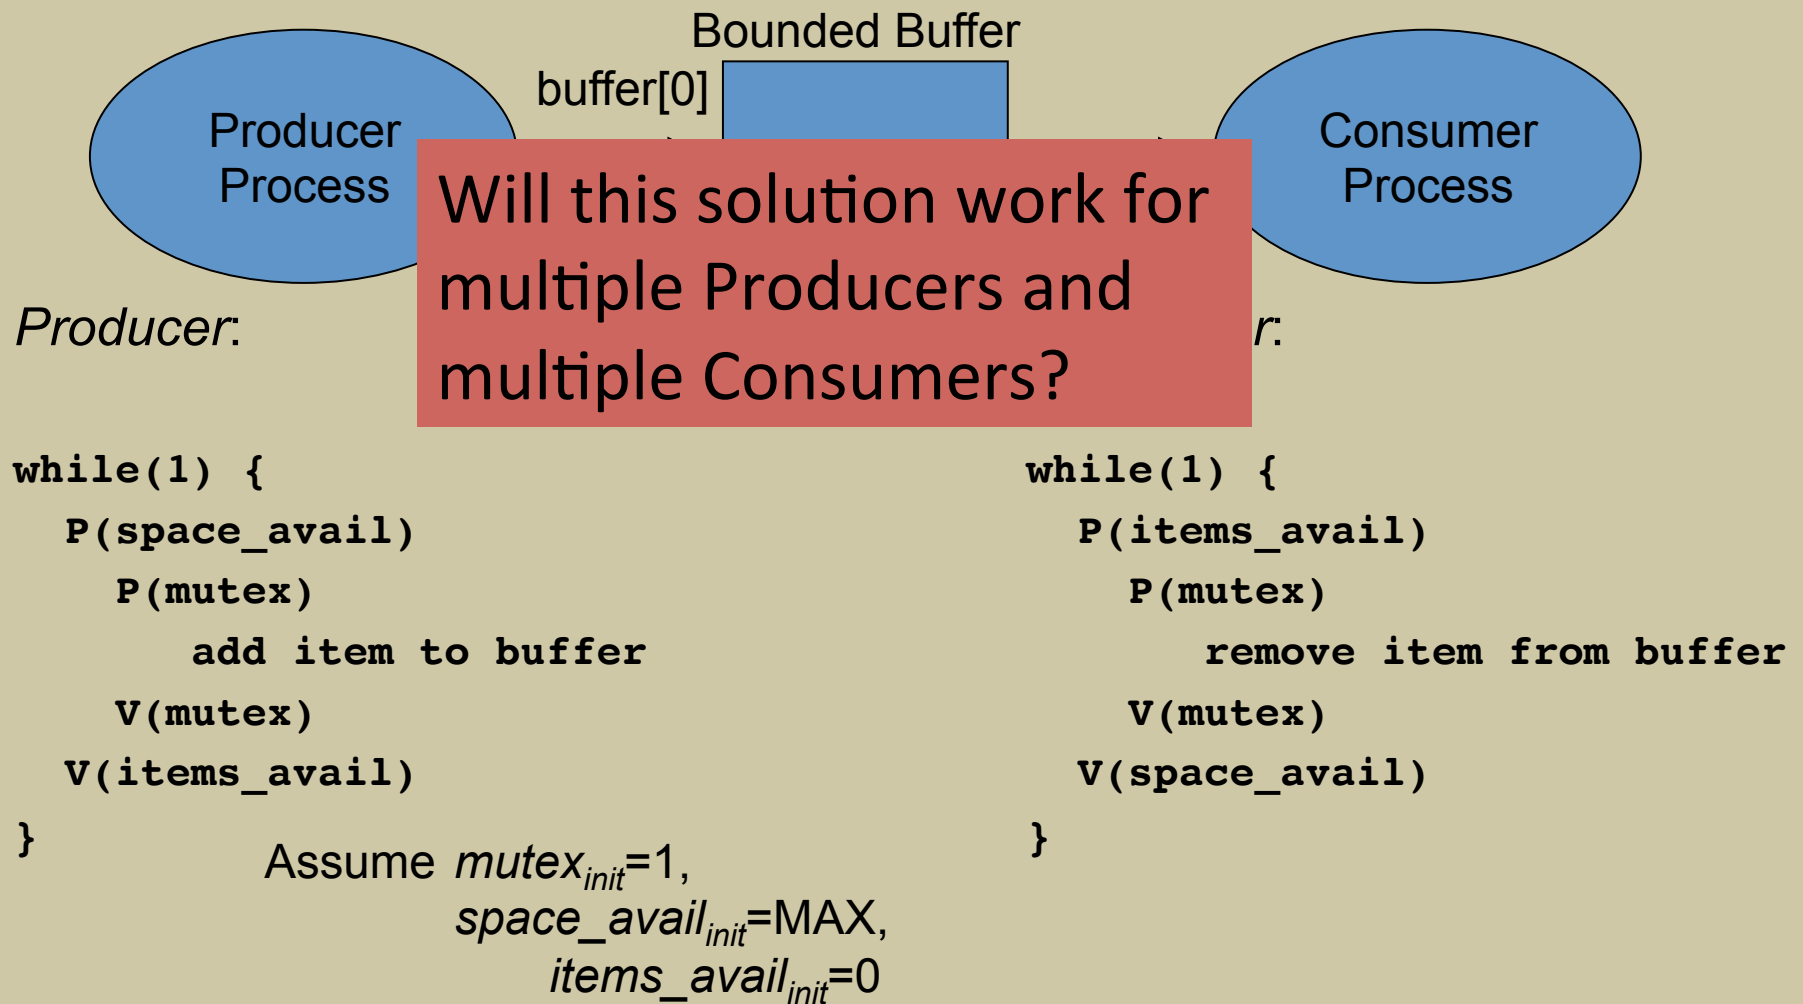 Bounded Buffer
buffer[0]
Producer
Process
Consumer
Process
Will this solution work for
multiple Producers and
multiple Consumers?
Producer:
r:
while(1) {
P(space_avail)
P(mutex)
add item to buffer
V(mutex)
V(items_avail)
}
while(1) {
P(items_avail)
P(mutex)
remove item from buffer
V(mutex)
V(space_avail)
}
Assume mutexinit=1,
space_availinit=MAX,
items_availinit=0